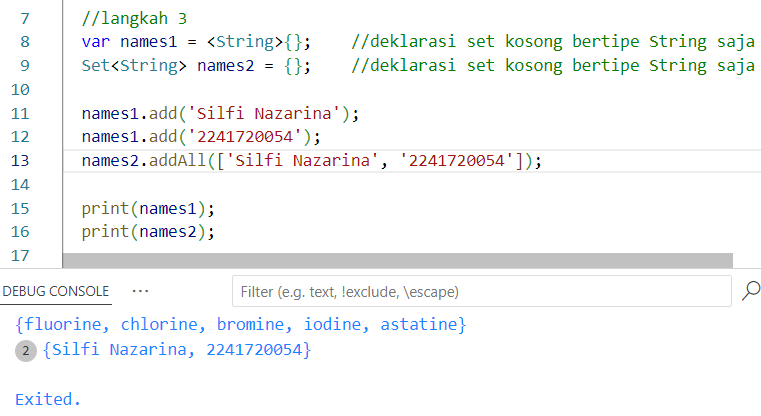 7 //langkah 3
8 var names1 = <String>{}; //deklarasi set kosong bertipe String saja
9 Set<String> names2 = {}; //deklarasi set kosong bertipe String saja
10
11 names1.add('Silfi Nazarina');
12 names1.add('2241720054');
13 names2.addAll(['Silfi Nazarina', '2241720054']);
14
15 print(names1);
16 print(names2);
17
DEBUG CONSOLE ··· Filter (e.g. text, !exclude, \escape)
{fluorine, chlorine, bromine, iodine, astatine}
2 {Silfi Nazarina, 2241720054}
Exited.